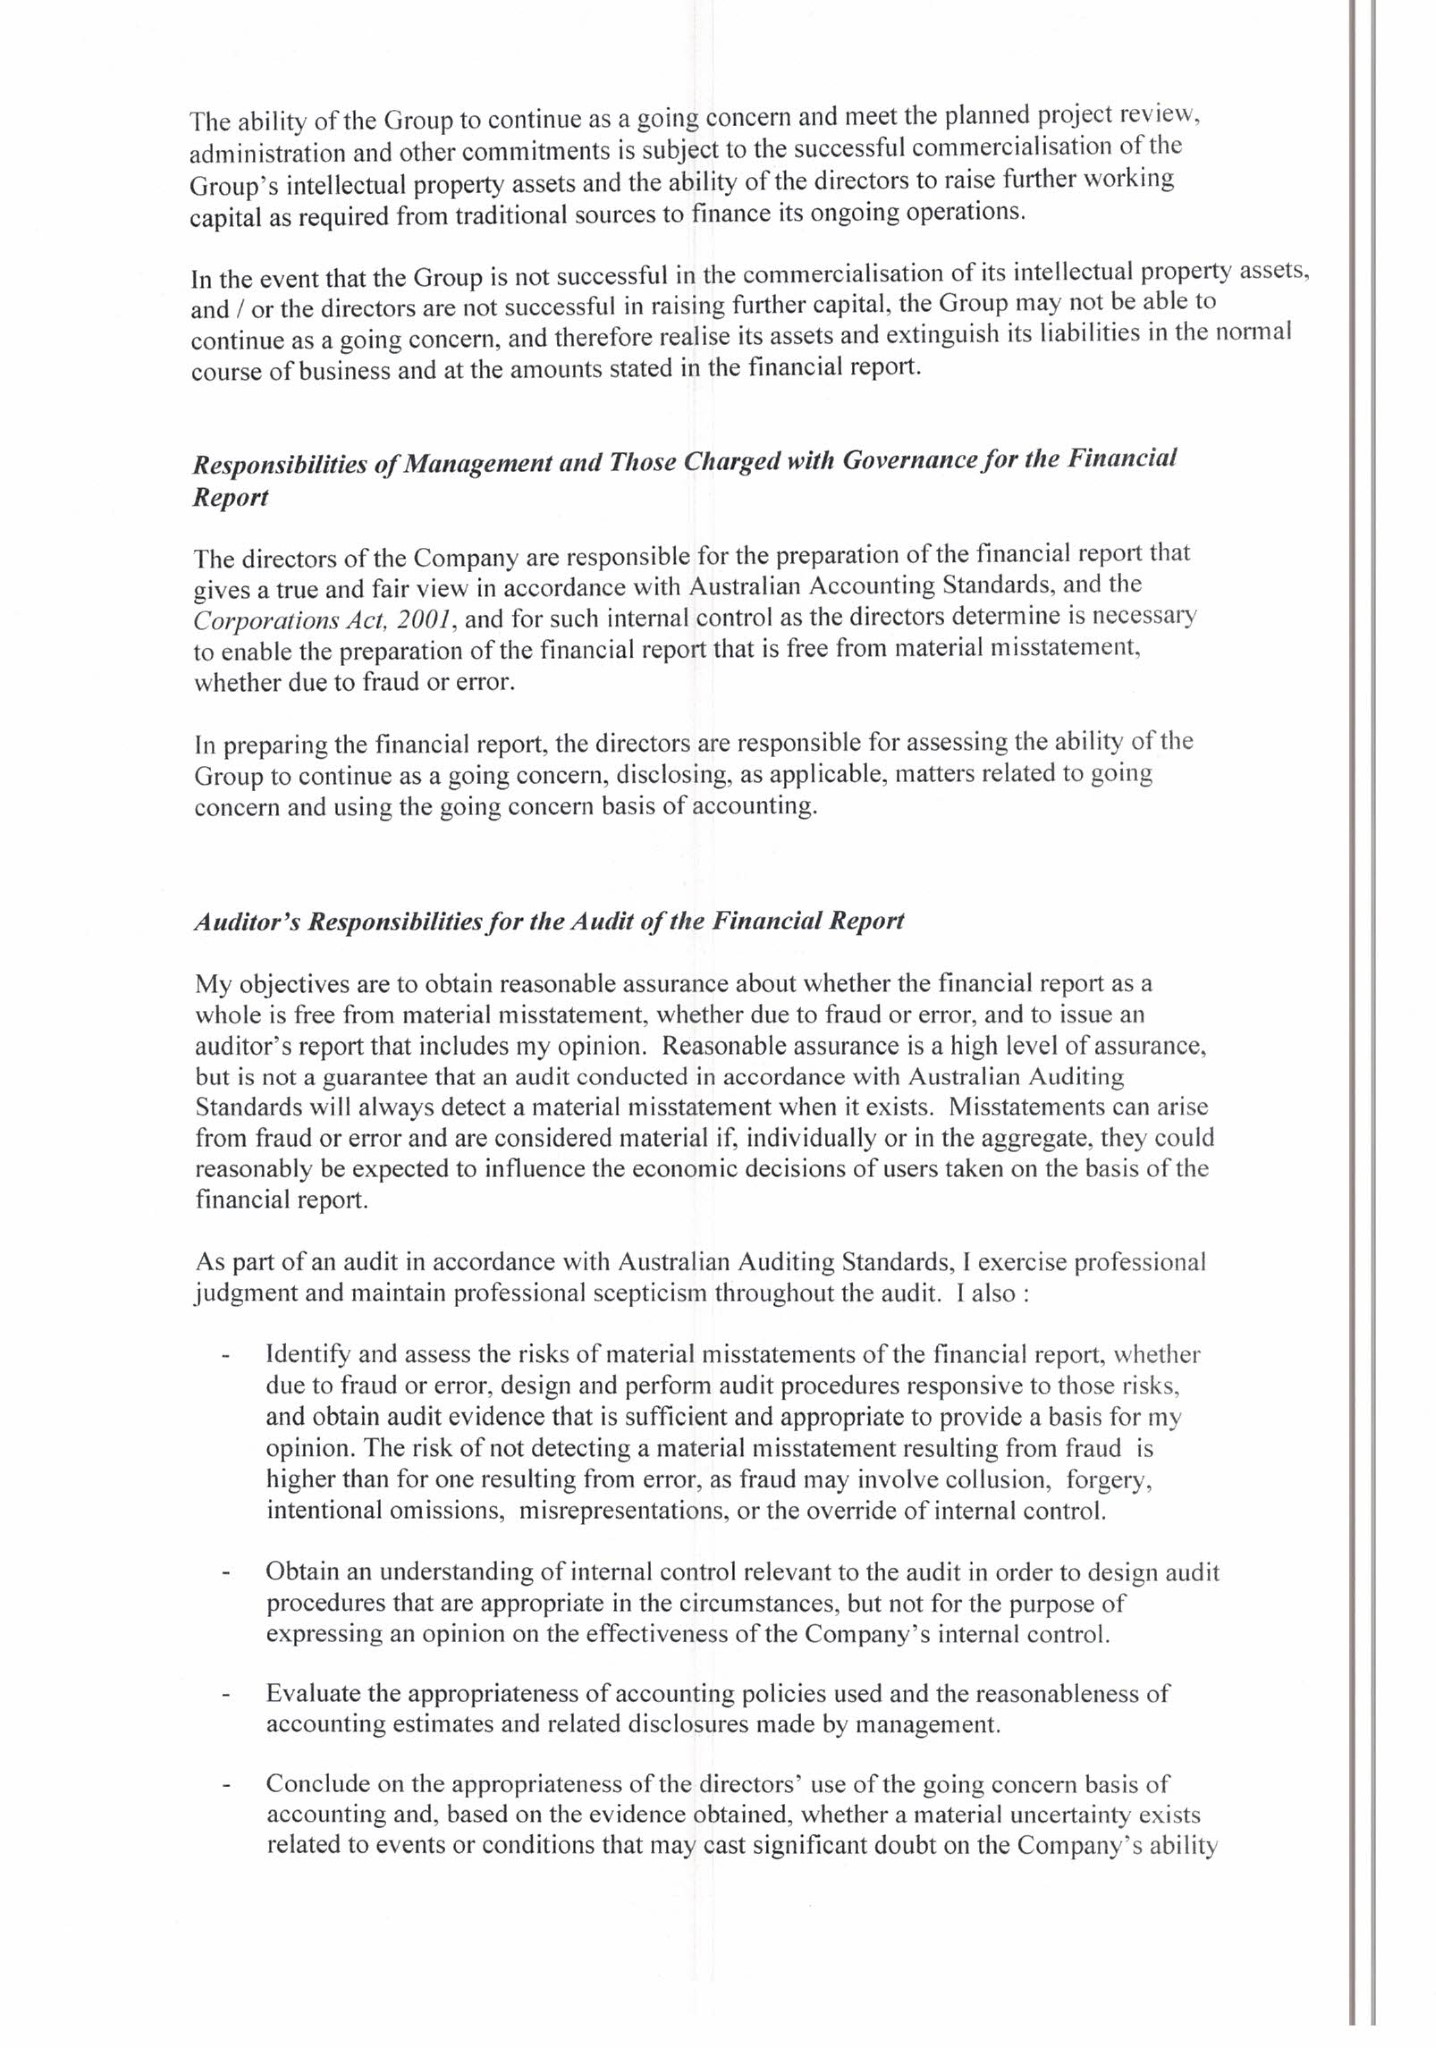 The ability of the Group to continue as a going concern and meet the planned project review,
administration and other commitments is subject to the successful commercialisation of the
Group's intellectual property assets and the ability of the directors to raise further working
capital as required from traditional sources to finance its ongoing operations.
In the event that the Group is not successful in the commercialisation of its intellectual property assets,
and / or the directors are not successful in raising further capital, the Group may not be able to
continue as a going concern, and therefore realise its assets and extinguish its liabilities in the normal
course of business and at the amounts stated in the financial report.
Responsibilities of Management and Those Charged with Governance for the Financial
Report
The directors of the Company are responsible for the preparation of the financial report that
gives a true and fair view in accordance with Australian Accounting Standards, and the
Corporations Act, 2001, and for such internal control as the directors determine is necessary
to enable the preparation of the financial report that is free from material misstatement,
whether due to fraud or error.
In preparing the financial report, the directors are responsible for assessing the ability of the
Group to continue as a going concern, disclosing, as applicable, matters related to going
concern and using the going concern basis of accounting.
Auditor's Responsibilities for the Audit of the Financial Report
My objectives are to obtain reasonable assurance about whether the financial report as a
whole is free from material misstatement, whether due to fraud or error, and to issue an
auditor's report that includes my opinion.  Reasonable assurance is a high level of assurance,
but is not a guarantee that an audit conducted in accordance with Australian Auditing
Standards will always detect a material misstatement when it exists.  Misstatements can arise
from fraud or error and are considered material if, individually or in the aggregate, they could
reasonably be expected to influence the economic decisions of users taken on the basis of the
financial report.
As part of an audit in accordance with Australian Auditing Standards, I exercise professional
judgment and maintain professional scepticism throughout the audit.  I also :
- Identify and assess the risks of material misstatements of the financial report, whether
due to fraud or error, design and perform audit procedures responsive to those risks,
and obtain audit evidence that is sufficient and appropriate to provide a basis for my
opinion. The risk of not detecting a material misstatement resulting from fraud  is
higher than for one resulting from error, as fraud may involve collusion,  forgery,
intentional omissions,  misrepresentations, or the override of internal control.
- Obtain an understanding of internal control relevant to the audit in order to design audit
procedures that are appropriate in the circumstances, but not for the purpose of
expressing an opinion on the effectiveness of the Company's internal control.
- Evaluate the appropriateness of accounting policies used and the reasonableness of
accounting estimates and related disclosures made by management.
- Conclude on the appropriateness of the directors' use of the going concern basis of
accounting and, based on the evidence obtained, whether a material uncertainty exists
related to events or conditions that may cast significant doubt on the Company's ability